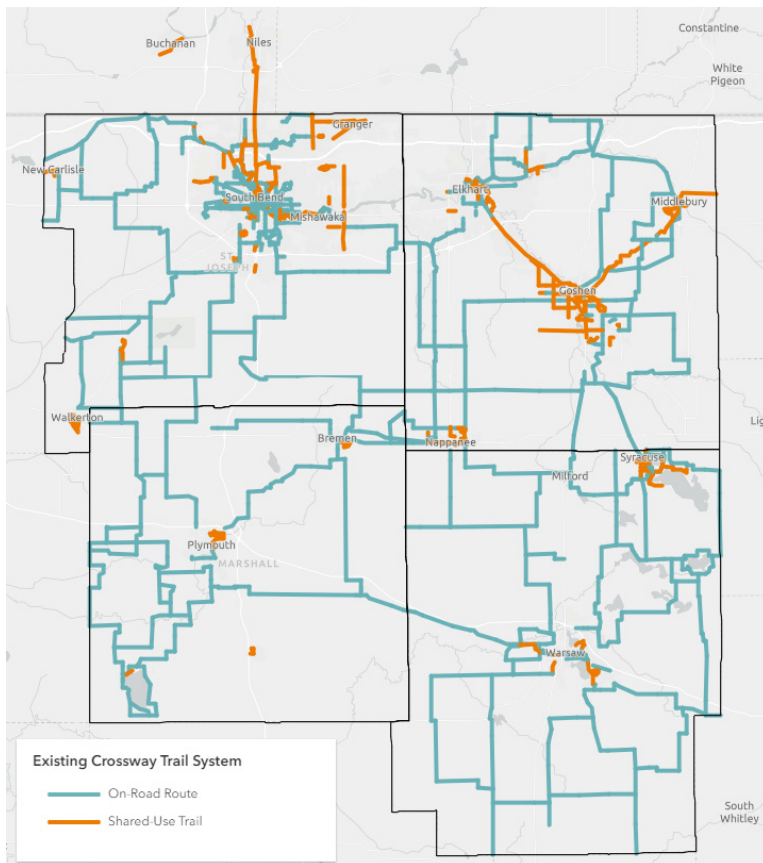 Constantine
Buchanan
Niles
White
Pigeon
Granger
New Carlisle
South Bend
Elkhart
Middlebury
Mishawaka
ST.
JOSEPH
Goshen
Walkerton
Bremen
Nappanee
Syracuse
Milford
Plymouth
MARSHALL
Warsaw
Existing Crossway Trail System
On-Road Route
Shared-Use Trail
South
Whitley